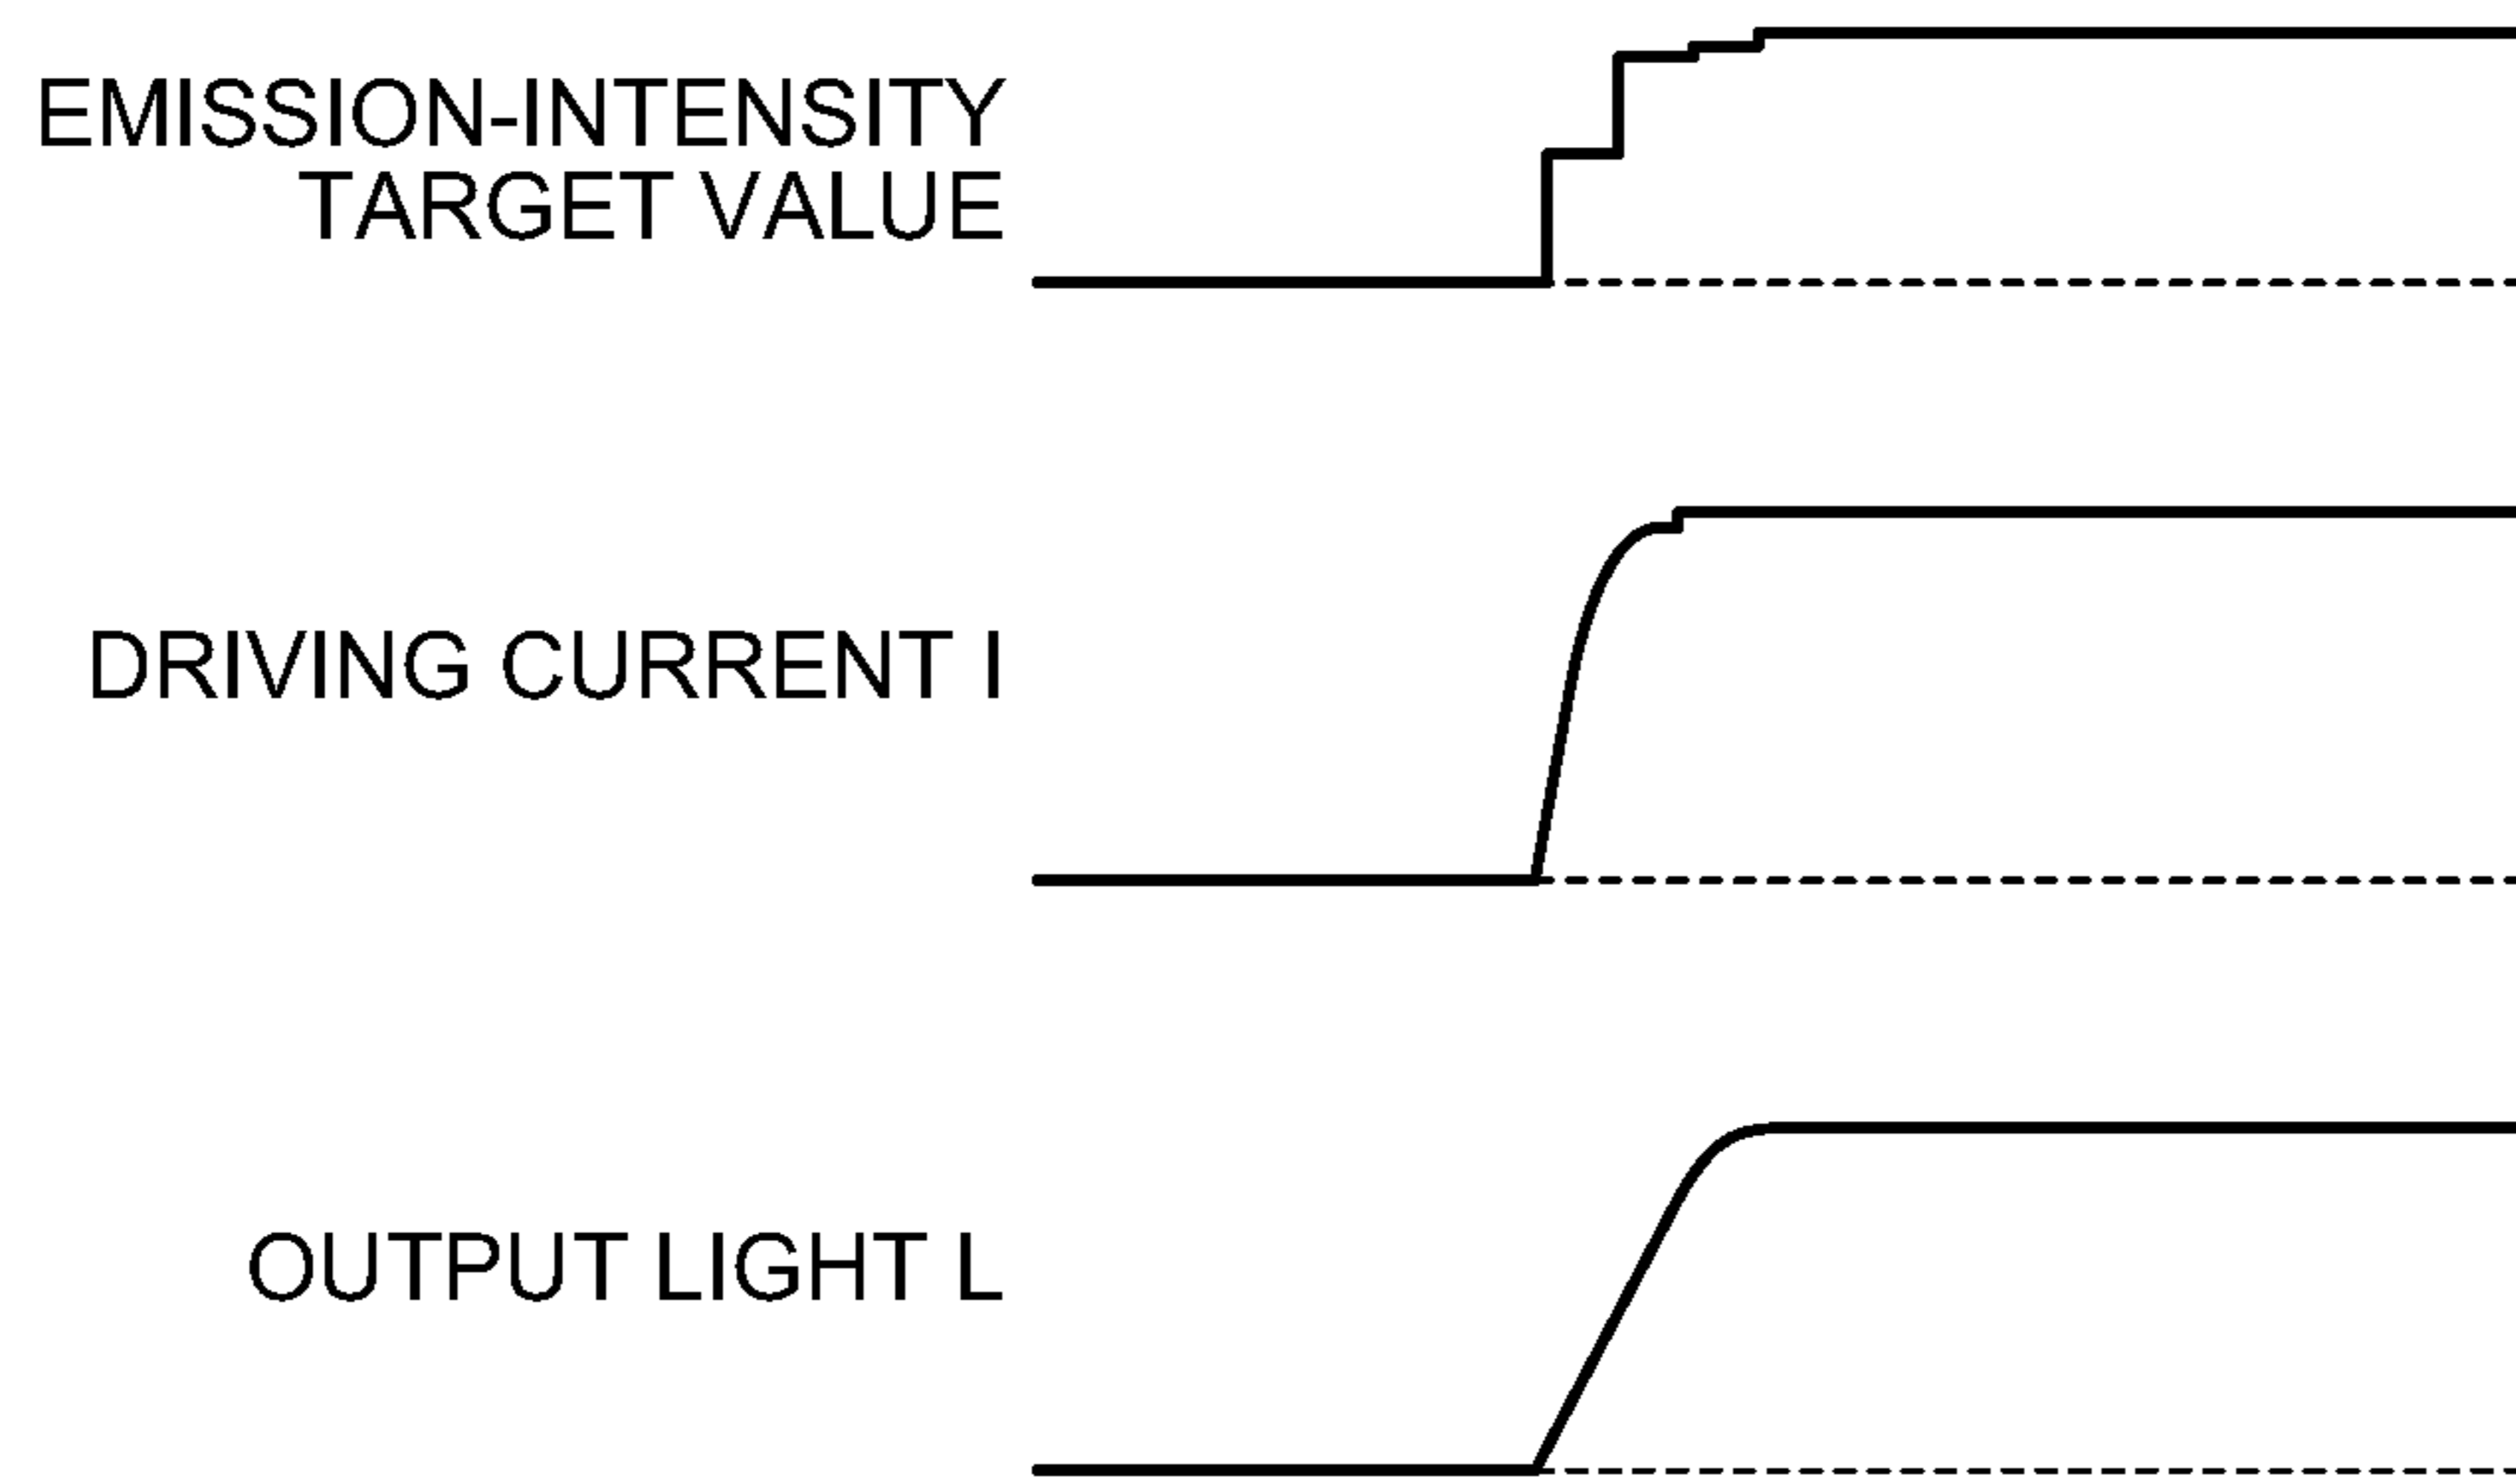 EMISSION-INTENSITY
TARGET VALUE
DRIVING CURRENT I
OUTPUT LIGHT L